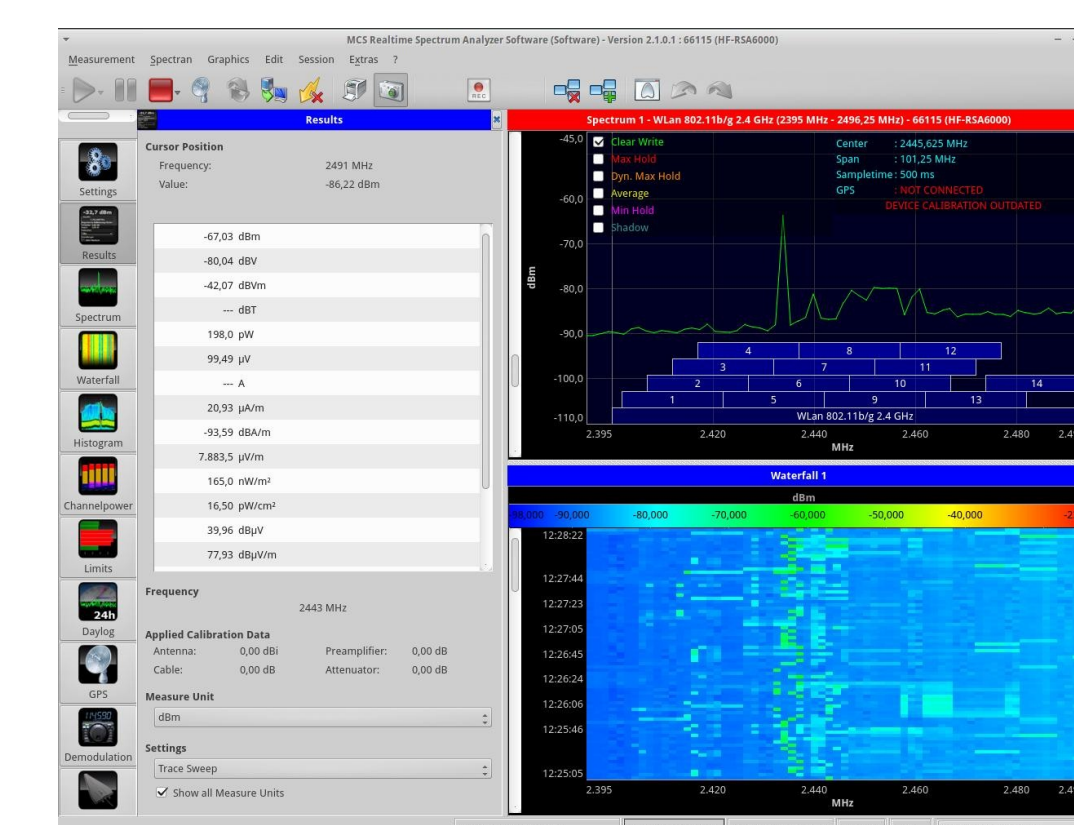 MCS Realtime Spectrum Analyzer Software (Software) - Version 2.1.0.1 : 66115 (HF-RSA6000)
Measurement Spectran Graphics Edit Session Extras ?
REC
Results
Settings
Results
Spectrum
Waterfall
Histogram
Channelpower
Limits
24h
Daylog
GPS
Demodulation
Cursor Position
Frequency: 2491 MHz
Value: -86,22 dBm
-67,03 dBm
-80,04 dBV
-42,07 dBVm
--- dBT
198,0 pW
99,49 µV
--- A
20,93 µA/m
-93,59 dBA/m
7.883,5 µV/m
165,0 nW/m²
16,50 pW/cm²
39,96 dBµV
77,93 dBµV/m
Frequency
2443 MHz
Applied Calibration Data
Antenna: 0,00 dBi Preamplifier: 0,00 dB
Cable: 0,00 dB Attenuator: 0,00 dB
Measure Unit
dBm
Settings
Trace Sweep
Show all Measure Units
Spectrum 1 - WLan 802.11b/g 2.4 GHz (2395 MHz - 2496,25 MHz) - 66115 (HF-RSA6000)
Clear Write
Max Hold
Dyn. Max Hold
Average
Min Hold
Shadow
Center : 2445,625 MHz
Span : 101,25 MHz
Sampletime : 500 ms
GPS : NOT CONNECTED
DEVICE CALIBRATION OUTDATED
-45,0
-60,0
-70,0
-80,0
-90,0
-100,0
-110,0
dBm
4 8 12
3 7 11
2 6 10 14
1 5 9 13
WLan 802.11b/g 2.4 GHz
2.395 2.420 2.440 2.460 2.480
MHz
Waterfall 1
dBm
-90,000 -80,000 -70,000 -60,000 -50,000 -40,000
12:28:22
12:27:44
12:27:23
12:27:05
12:26:45
12:26:24
12:26:06
12:25:46
12:25:05
2.395 2.420 2.440 2.460 2.480
MHz